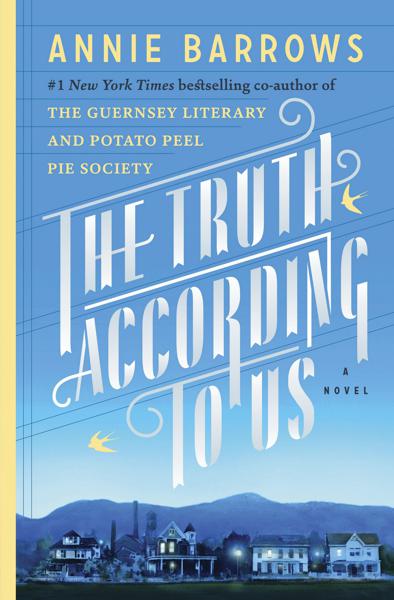 ANNIE BARROWS
#1 New York Times bestselling co-author of
THE GUERNSEY LITERARY
AND POTATO PEEL
PIE SOCIETY
THE TRUTH
ACCORDING
TO US
A
NOVEL